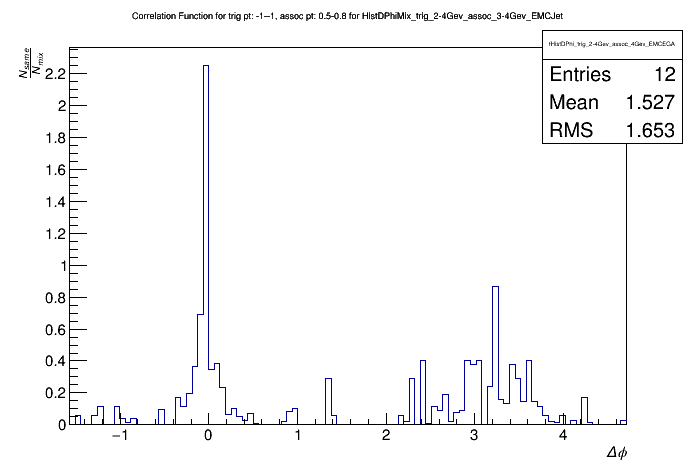 Correlation Function for trig pt: -1--1, assoc pt: 0.5-0.8 for HistDPhiMix_trig_2-4Gev_assoc_3-4Gev_EMCJet
fHistDPhi_trig_2-4Gev_assoc_4Gev_EMCEGA
Entries 12
Mean 1.527
RMS 1.653
N_same
N_mix
2.2
2
1.8
1.6
1.4
1.2
1
0.8
0.6
0.4
0.2
0
−1 0 1 2 3 4
Δϕ